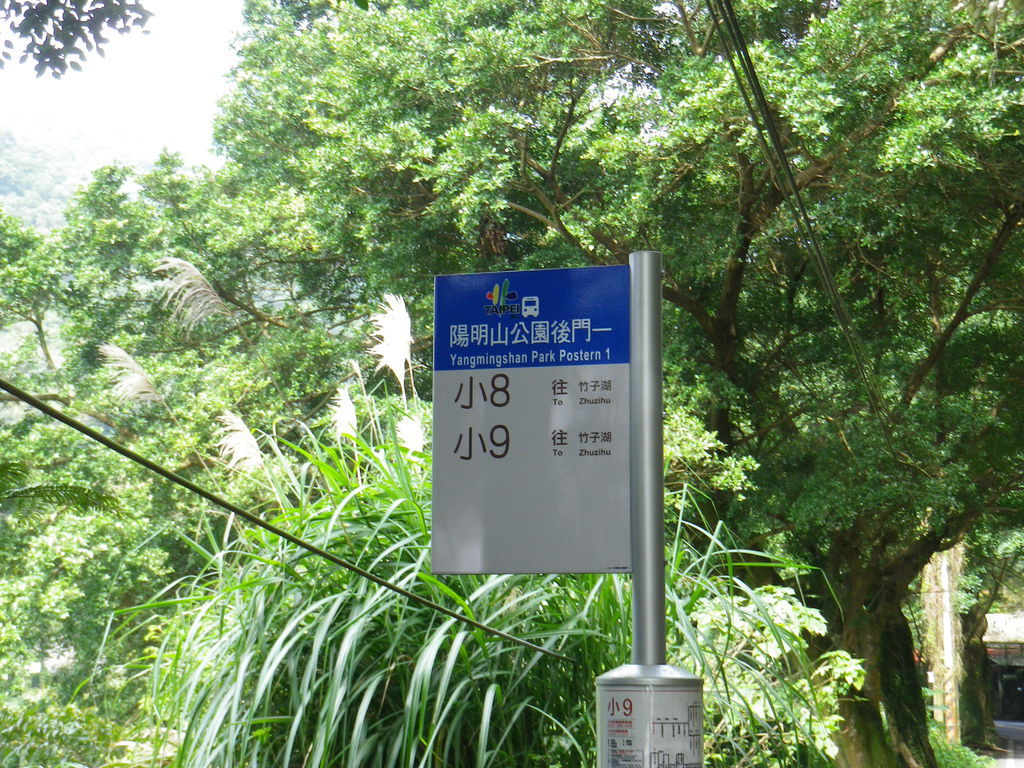 TAIPEI
陽明山公園後門一
Yangmingshan Park Postern 1
小8 往 竹子湖
To Zhuzihu
小9 往 竹子湖
To Zhuzihu
小9